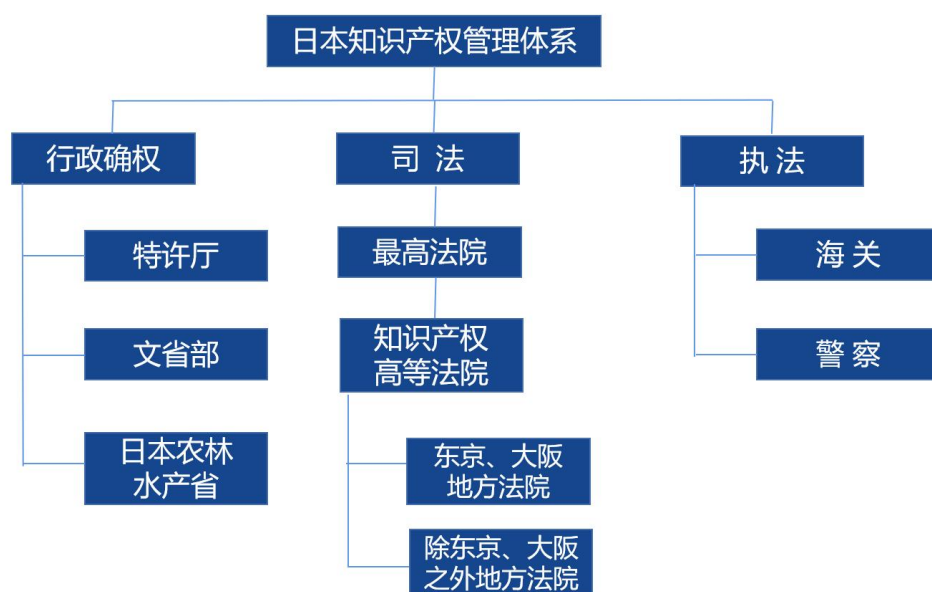 日本知识产权管理体系
行政确权
司 法
执 法
特许厅
文省部
日本农林
水产省
最高法院
知识产权
高等法院
东京、大阪
地方法院
除东京、大阪
之外地方法院
海 关
警 察